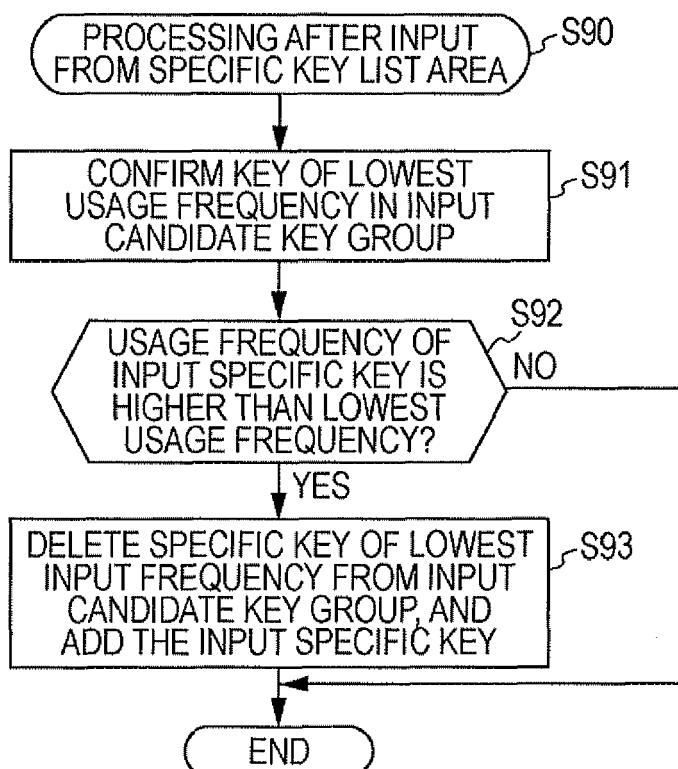 PROCESSING AFTER INPUT
FROM SPECIFIC KEY LIST AREA
S90
CONFIRM KEY OF LOWEST
USAGE FREQUENCY IN INPUT
CANDIDATE KEY GROUP
S91
S92
USAGE FREQUENCY OF
INPUT SPECIFIC KEY IS
HIGHER THAN LOWEST
USAGE FREQUENCY?
NO
YES
DELETE SPECIFIC KEY OF LOWEST
INPUT FREQUENCY FROM INPUT
CANDIDATE KEY GROUP, AND
ADD THE INPUT SPECIFIC KEY
S93
END